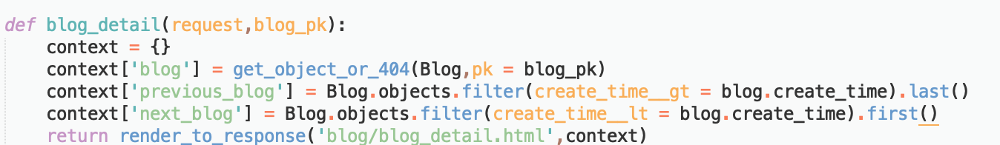 def blog_detail(request,blog_pk):
    context = {}
    context['blog'] = get_object_or_404(Blog,pk = blog_pk)
    context['previous_blog'] = Blog.objects.filter(create_time__gt = blog.create_time).last()
    context['next_blog'] = Blog.objects.filter(create_time__lt = blog.create_time).first()
    return render_to_response('blog/blog_detail.html',context)